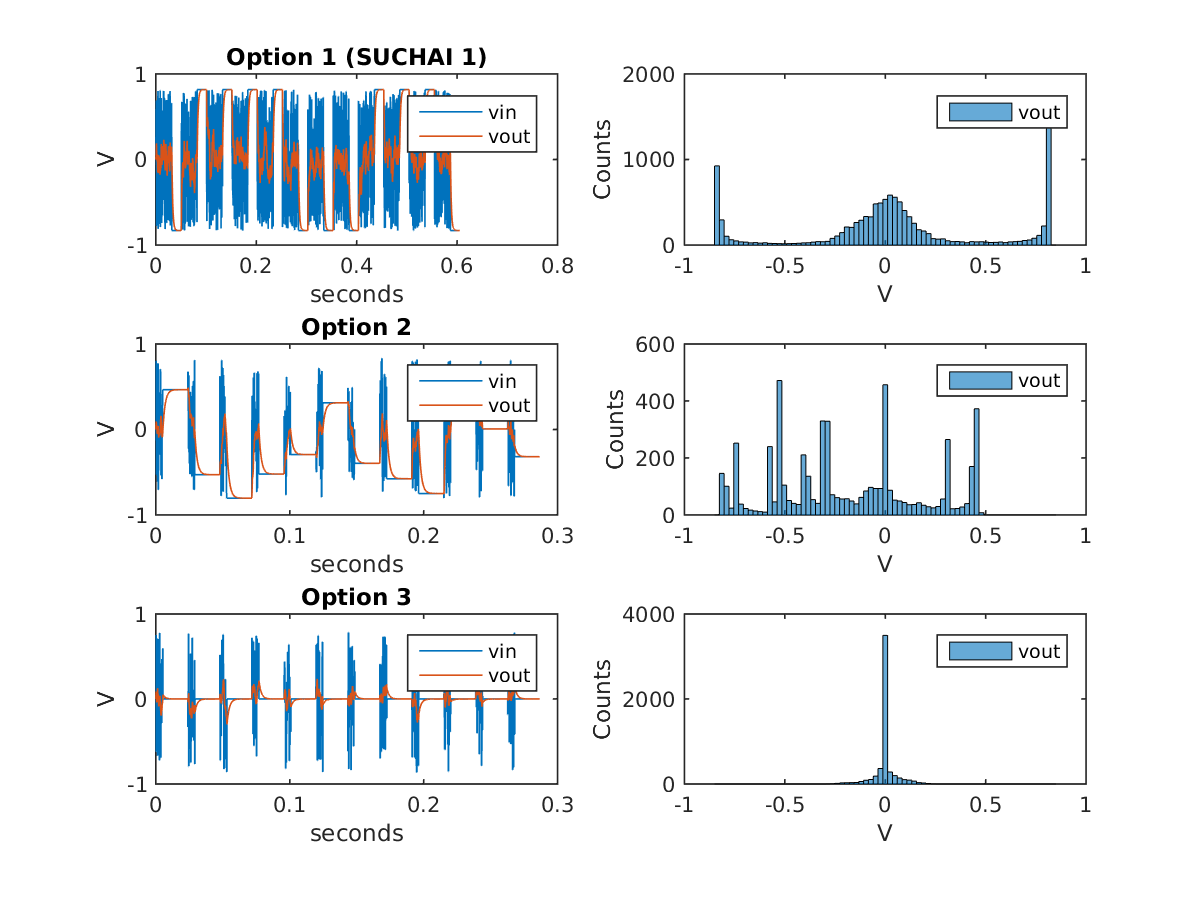 Option 1 (SUCHAI 1)
1
0
-1
V
vin
vout
0 0.2 0.4 0.6 0.8
seconds
2000
1000
0
Counts
vout
-1 -0.5 0 0.5 1
V
Option 2
1
0
-1
V
vin
vout
0 0.1 0.2 0.3
seconds
600
400
200
0
Counts
vout
-1 -0.5 0 0.5 1
V
Option 3
1
0
-1
V
vin
vout
0 0.1 0.2 0.3
seconds
4000
2000
0
Counts
vout
-1 -0.5 0 0.5 1
V